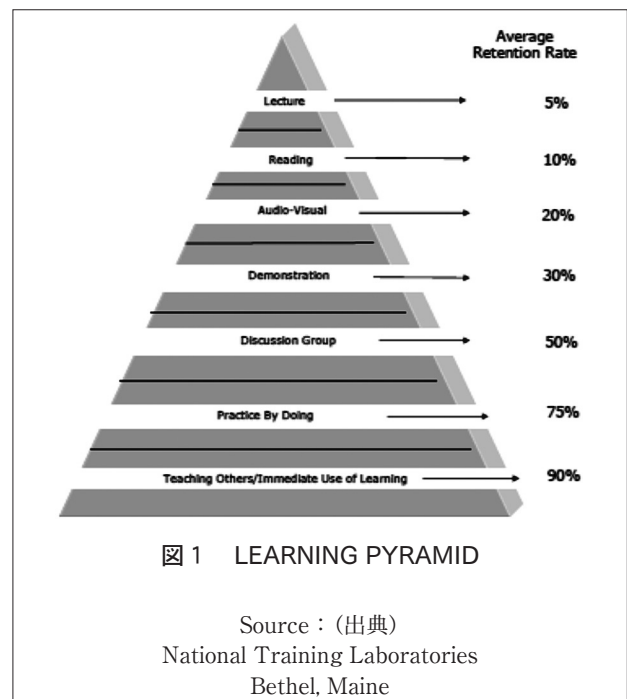 Average
Retention Rate
Lecture 5%
Reading 10%
Audio-Visual 20%
Demonstration 30%
Discussion Group 50%
Practice By Doing 75%
Teaching Others/Immediate Use of Learning 90%
図1 LEARNING PYRAMID
Source：(出典)
National Training Laboratories
Bethel, Maine